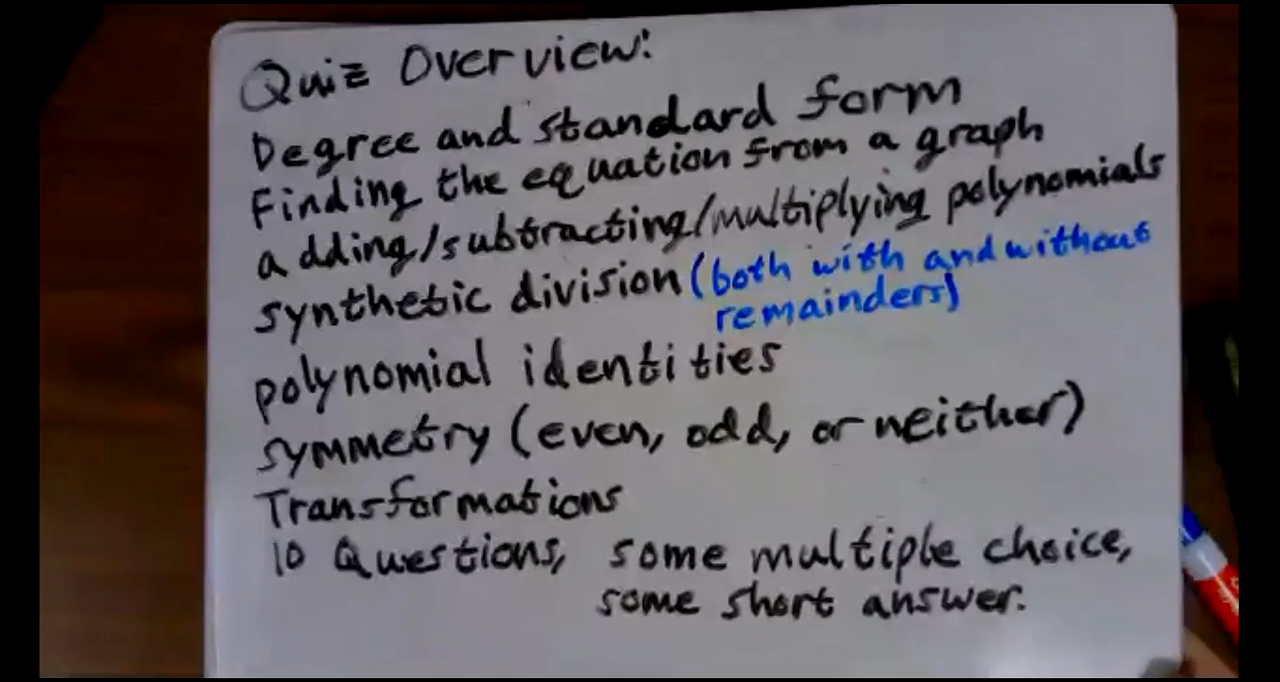 Quiz Overview:
Degree and standard form
Finding the equation from a graph
adding/subtracting/multiplying polynomials
synthetic division (both with and without
remainders)
polynomial identities
symmetry (even, odd, or neither)
Transformations
10 Questions, some multiple choice,
some short answer.